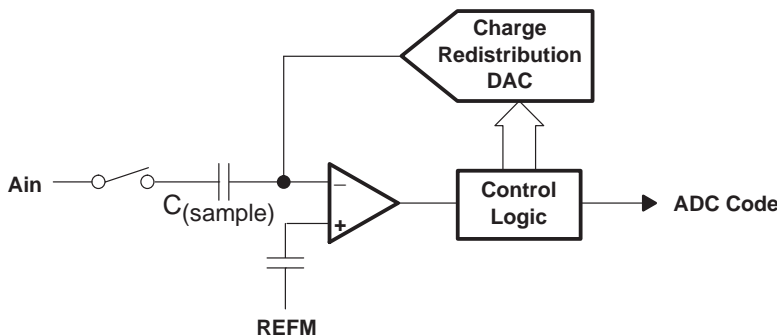 Charge
Redistribution
DAC
Ain
C(sample)
−
+
Control
Logic
ADC Code
REFM